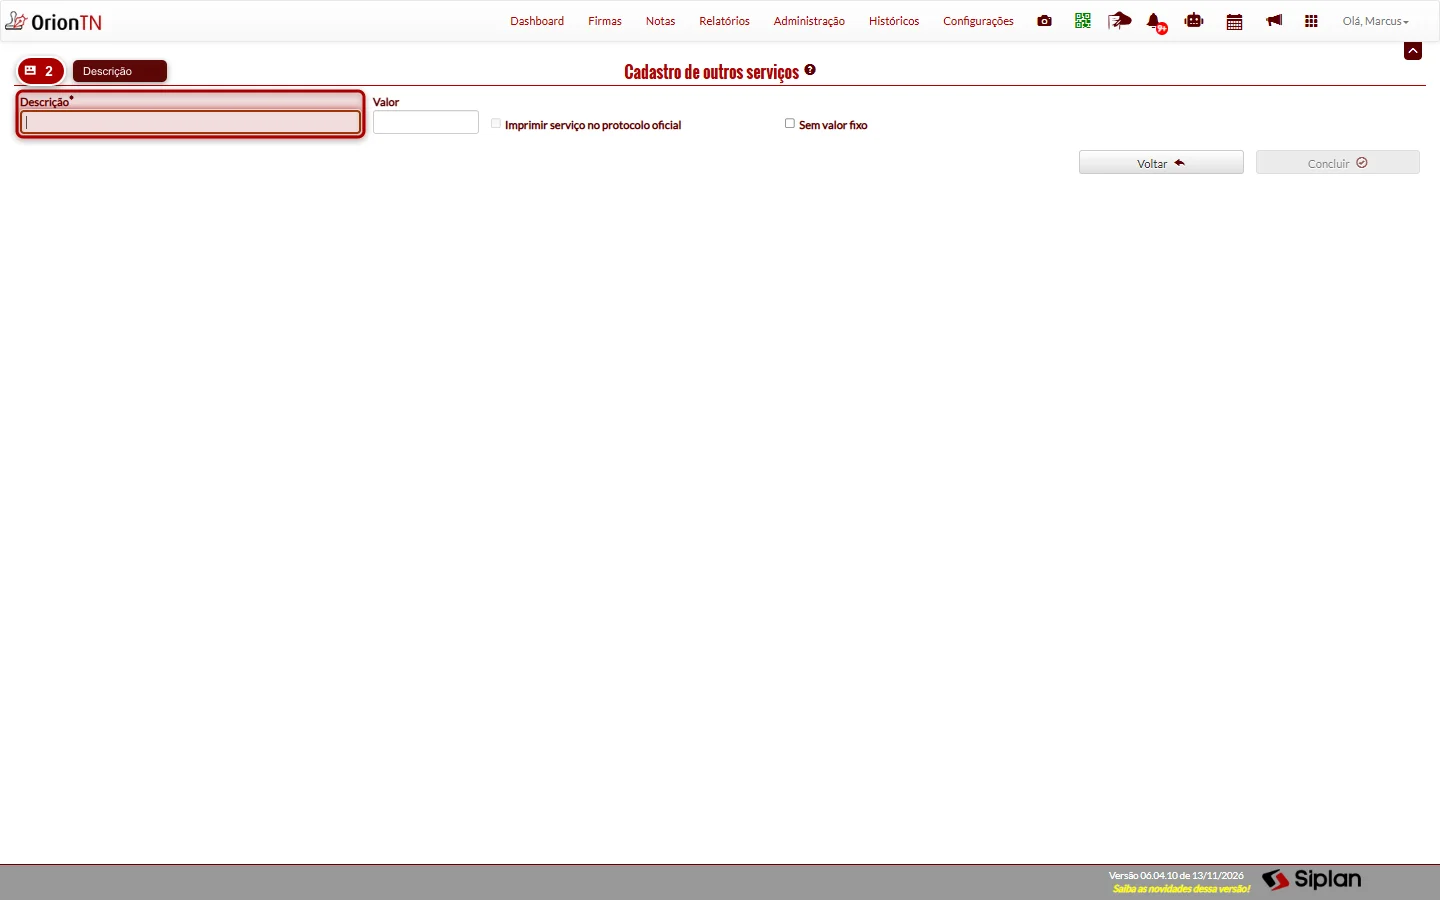 OrionTN
Dashboard Firmas Notas Relatórios Administração Históricos Configurações 9+ Olá, Marcus
2 Descrição
Cadastro de outros serviços ?
Descrição* Valor
Imprimir serviço no protocolo oficial Sem valor fixo
Voltar Concluir
Versão 06.04.10 de 13/11/2026
Saiba as novidades dessa versão!
Siplan